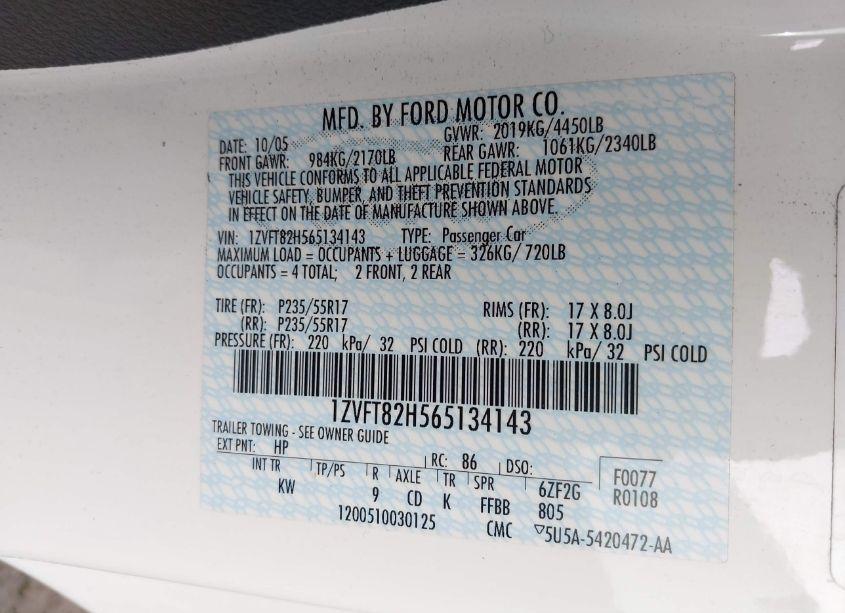 MFD. BY FORD MOTOR CO.
DATE: 10/05 GVWR: 2019KG/4450LB
FRONT GAWR: 984KG/2170LB REAR GAWR: 1061KG/2340LB
THIS VEHICLE CONFORMS TO ALL APPLICABLE FEDERAL MOTOR
VEHICLE SAFETY, BUMPER, AND THEFT PREVENTION STANDARDS
IN EFFECT ON THE DATE OF MANUFACTURE SHOWN ABOVE.
VIN: 1ZVFT82H565134143 TYPE: Passenger Car
MAXIMUM LOAD = OCCUPANTS + LUGGAGE = 326KG/ 720LB
OCCUPANTS = 4 TOTAL; 2 FRONT, 2 REAR
TIRE (FR): P235/55R17 RIMS (FR): 17 X 8.0J
(RR): P235/55R17 (RR): 17 X 8.0J
PRESSURE (FR): 220 kPa/ 32 PSI COLD (RR): 220 kPa/ 32 PSI COLD
1ZVFT82H565134143
TRAILER TOWING - SEE OWNER GUIDE
EXT PNT: HP RC: 86 DSO: F0077
INT TR TP/PS R AXLE TR SPR 6ZF2G R0108
KW 9 CD K FFBB 805
1200510030125 CMC ▽5U5A-5420472-AA